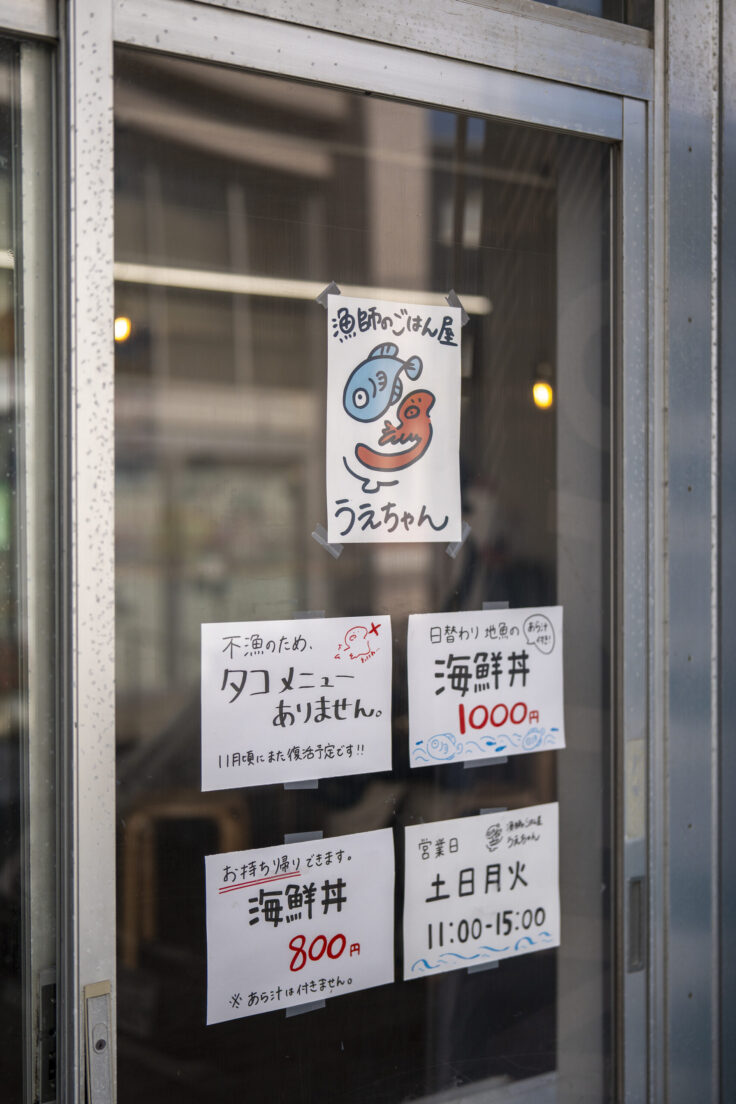 漁師のごはん屋
うえちゃん
不漁のため、
タコメニュー
ありません。
11月頃にまた復活予定です!!
日替わり 地魚の
あら汁
付き!
海鮮丼
1000円
お持ち帰りできます。
海鮮丼
800円
※あら汁は付きません。
営業日
漁師のごはん屋
うえちゃん
土日月火
11:00-15:00